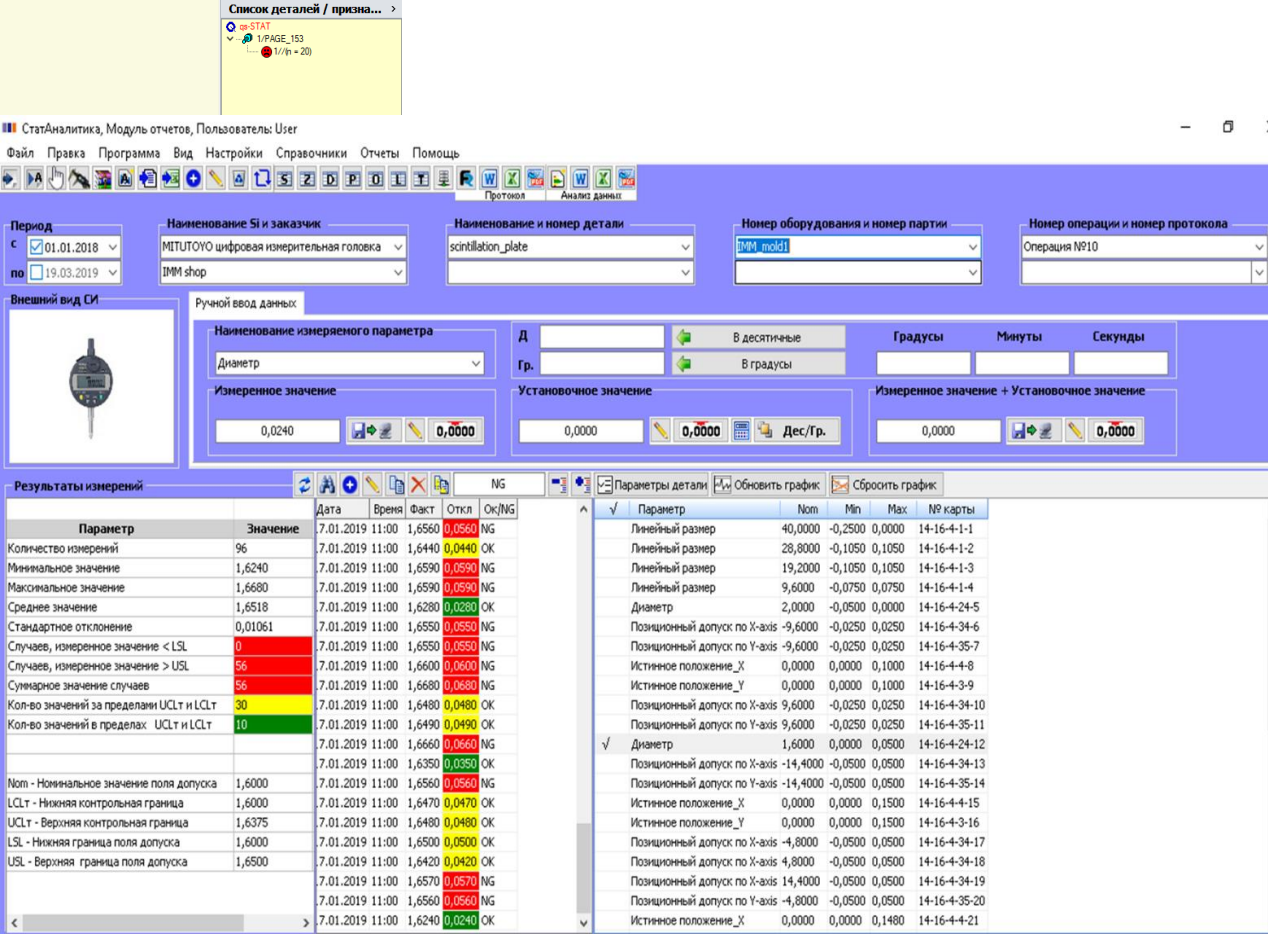 Список деталей / призна... >
qs-STAT
1/PAGE_153
1//(n = 20)
СтатАналитика, Модуль отчетов, Пользователь: User
Файл Правка Программа Вид Настройки Справочники Отчеты Помощь
S Z D P O L T
Протокол Анализ данных
Период Наименование Si и заказчик Наименование и номер детали Номер оборудования и номер партии Номер операции и номер протокола
с 01.01.2018 MITUTOYO цифровая измерительная головка scintillation_plate IMM_mold1 Операция №10
по 19.03.2019 IMM shop
Внешний вид СИ Ручной ввод данных
Наименование измеряемого параметра Д В десятичные Градусы Минуты Секунды
Диаметр Гр. В градусы
Измеренное значение Установочное значение Измеренное значение + Установочное значение
0,0240 0,0000 0,0000 0,0000 Дес/Гр. 0,0000 0,0000
Результаты измерений NG Параметры детали Обновить график Сбросить график
Параметр Значение
Количество измерений 96
Минимальное значение 1,6240
Максимальное значение 1,6680
Среднее значение 1,6518
Стандартное отклонение 0,01061
Случаев, измеренное значение < LSL 0
Случаев, измеренное значение > USL 56
Суммарное значение случаев 56
Кол-во значений за пределами UCLт и LCLт 30
Кол-во значений в пределах UCLт и LCLт 10
Nom - Номинальное значение поля допуска 1,6000
LCLт - Нижняя контрольная граница 1,6000
UCLт - Верхняя контрольная граница 1,6375
LSL - Нижняя граница поля допуска 1,6000
USL - Верхняя граница поля допуска 1,6500
Дата Время Факт Откл Ок/NG
7.01.2019 11:00 1,6560 0,0560 NG
7.01.2019 11:00 1,6440 0,0440 OK
7.01.2019 11:00 1,6590 0,0590 NG
7.01.2019 11:00 1,6590 0,0590 NG
7.01.2019 11:00 1,6280 0,0280 OK
7.01.2019 11:00 1,6550 0,0550 NG
7.01.2019 11:00 1,6550 0,0550 NG
7.01.2019 11:00 1,6600 0,0600 NG
7.01.2019 11:00 1,6680 0,0680 NG
7.01.2019 11:00 1,6480 0,0480 OK
7.01.2019 11:00 1,6490 0,0490 OK
7.01.2019 11:00 1,6660 0,0660 NG
7.01.2019 11:00 1,6350 0,0350 OK
7.01.2019 11:00 1,6560 0,0560 NG
7.01.2019 11:00 1,6470 0,0470 OK
7.01.2019 11:00 1,6480 0,0480 OK
7.01.2019 11:00 1,6500 0,0500 OK
7.01.2019 11:00 1,6420 0,0420 OK
7.01.2019 11:00 1,6570 0,0570 NG
7.01.2019 11:00 1,6560 0,0560 NG
7.01.2019 11:00 1,6240 0,0240 OK
√ Параметр Nom Min Max № карты
Линейный размер 40,0000 -0,2500 0,0000 14-16-4-1-1
Линейный размер 28,8000 -0,1050 0,1050 14-16-4-1-2
Линейный размер 19,2000 -0,1050 0,1050 14-16-4-1-3
Линейный размер 9,6000 -0,0750 0,0750 14-16-4-1-4
Диаметр 2,0000 -0,0500 0,0000 14-16-4-24-5
Позиционный допуск по X-axis -9,6000 -0,0250 0,0250 14-16-4-34-6
Позиционный допуск по Y-axis -9,6000 -0,0250 0,0250 14-16-4-35-7
Истинное положение_X 0,0000 0,0000 0,1000 14-16-4-4-8
Истинное положение_Y 0,0000 0,0000 0,1000 14-16-4-3-9
Позиционный допуск по X-axis 9,6000 -0,0250 0,0250 14-16-4-34-10
Позиционный допуск по Y-axis 9,6000 -0,0250 0,0250 14-16-4-35-11
√ Диаметр 1,6000 0,0000 0,0500 14-16-4-24-12
Позиционный допуск по X-axis -14,4000 -0,0500 0,0500 14-16-4-34-13
Позиционный допуск по Y-axis -14,4000 -0,0500 0,0500 14-16-4-35-14
Истинное положение_X 0,0000 0,0000 0,1500 14-16-4-4-15
Истинное положение_Y 0,0000 0,0000 0,1500 14-16-4-3-16
Позиционный допуск по X-axis -4,8000 -0,0500 0,0500 14-16-4-34-17
Позиционный допуск по X-axis 4,8000 -0,0500 0,0500 14-16-4-34-18
Позиционный допуск по X-axis 14,4000 -0,0500 0,0500 14-16-4-34-19
Позиционный допуск по Y-axis -4,8000 -0,0500 0,0500 14-16-4-35-20
Истинное положение_X 0,0000 0,0000 0,1480 14-16-4-4-21